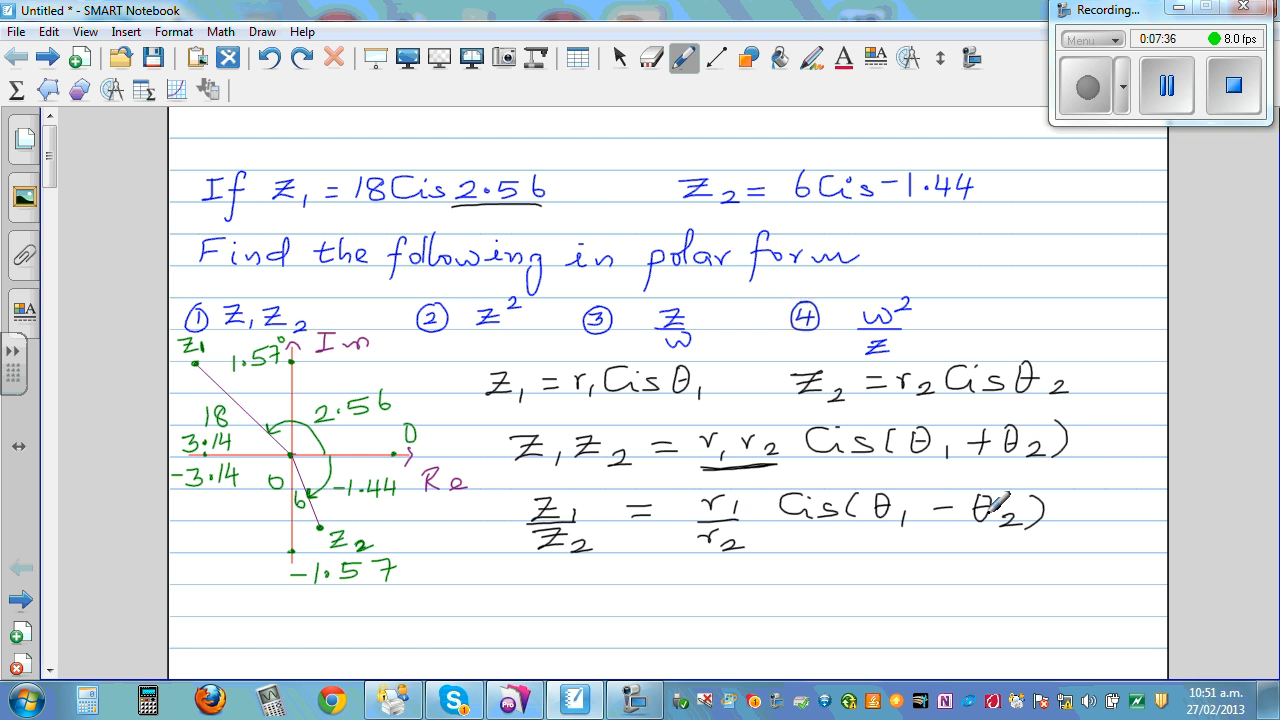 Untitled * - SMART Notebook
Recording...
File Edit View Insert Format Math Draw Help
Menu 0:07:36 8.0 fps
If Z₁ = 18Cis 2.56 Z₂ = 6Cis-1.44
Find the following in polar form
① Z₁Z₂ ② Z² ③ Z/w ④ w²/Z
Z₁ 1.57° Im
Z₁ = r₁Cisθ₁ Z₂ = r₂Cisθ₂
18 2.56
3.14 0
Z₁Z₂ = r₁r₂ Cis(θ₁ + θ₂)
-3.14 0 6 -1.44 Re
Z₁/Z₂ = r₁/r₂ Cis(θ₁ - θ₂)
Z₂
-1.57
10:51 a.m.
27/02/2013